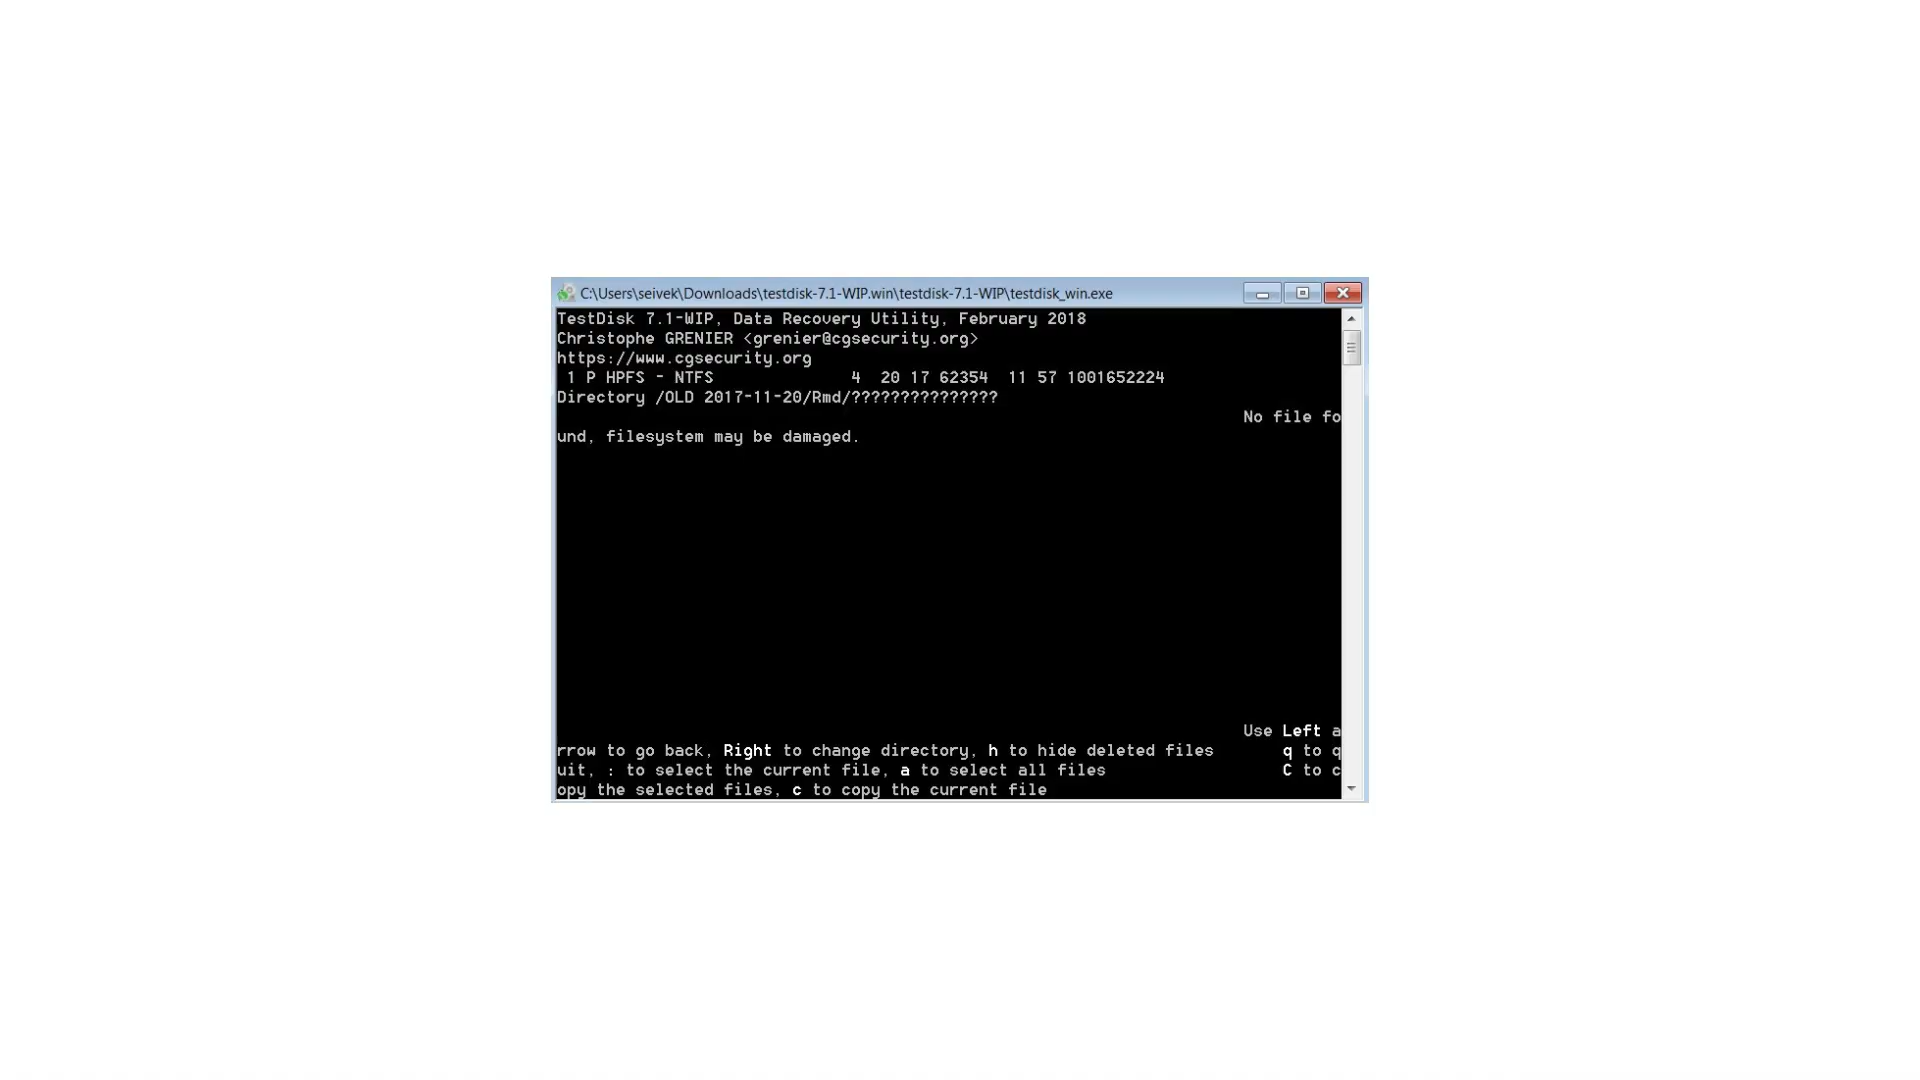 C:\Users\seivek\Downloads\testdisk-7.1-WIP.win\testdisk-7.1-WIP\testdisk_win.exe
TestDisk 7.1-WIP, Data Recovery Utility, February 2018
Christophe GRENIER <grenier@cgsecurity.org>
https://www.cgsecurity.org
1 P HPFS - NTFS 4 20 17 62354 11 57 1001652224
Directory /OLD 2017-11-20/Rmd/???????????????
No file fo
und, filesystem may be damaged.
Use Left a
rrow to go back, Right to change directory, h to hide deleted files q to q
uit, : to select the current file, a to select all files C to c
opy the selected files, c to copy the current file